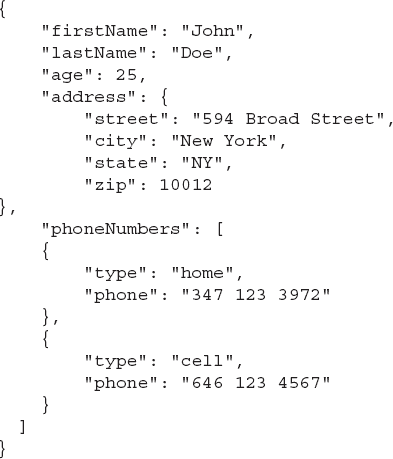 {
    "firstName": "John",
    "lastName": "Doe",
    "age": 25,
    "address": {
        "street": "594 Broad Street",
        "city": "New York",
        "state": "NY",
        "zip": 10012
},
    "phoneNumbers": [
    {
        "type": "home",
        "phone": "347 123 3972"
    },
    {
        "type": "cell",
        "phone": "646 123 4567"
    }
  ]
}